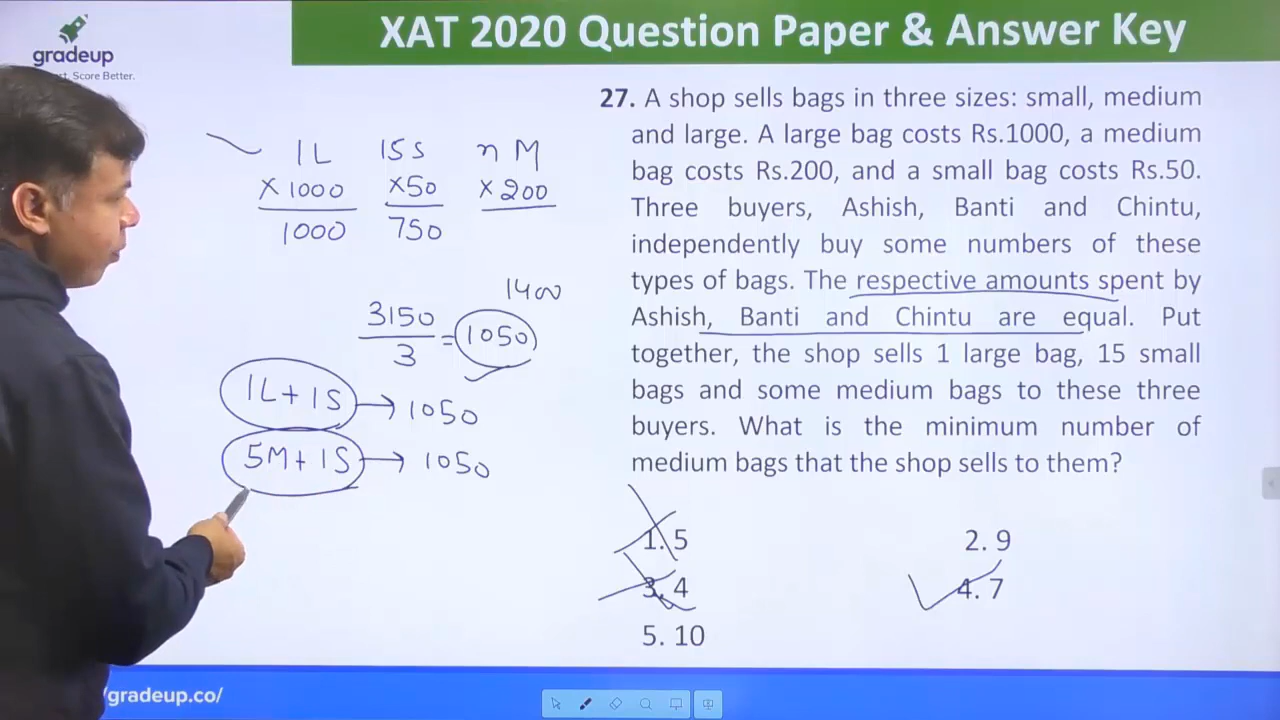 gradeup
Score Better.
XAT 2020 Question Paper & Answer Key
1L 15S n M
×1000 ×50 ×200
1000 750
1400
3150
3
=
1050
1L+1S → 1050
5M+1S → 1050
27. A shop sells bags in three sizes: small, medium
and large. A large bag costs Rs.1000, a medium
bag costs Rs.200, and a small bag costs Rs.50.
Three buyers, Ashish, Banti and Chintu,
independently buy some numbers of these
types of bags. The respective amounts spent by
Ashish, Banti and Chintu are equal. Put
together, the shop sells 1 large bag, 15 small
bags and some medium bags to these three
buyers. What is the minimum number of
medium bags that the shop sells to them?
1. 5 2. 9
3. 4 4. 7
5. 10
/gradeup.co/